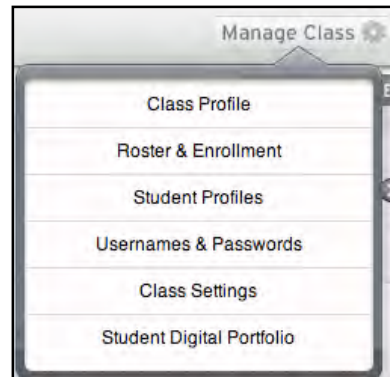 Manage Class
Class Profile
Roster & Enrollment
Student Profiles
Usernames & Passwords
Class Settings
Student Digital Portfolio